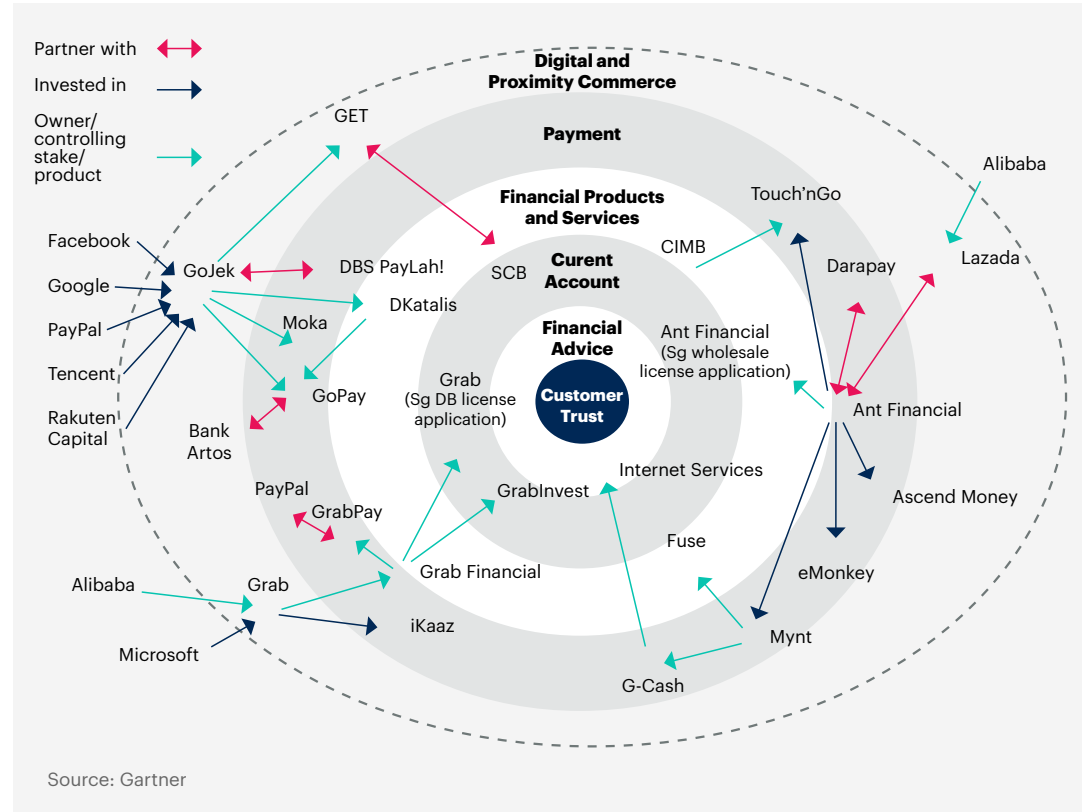 Partner with
Invested in
Owner/
controlling
stake/
product
Digital and
Proximity Commerce
Payment
Financial Products
and Services
Curent
Account
Financial
Advice
Customer
Trust
GET
Facebook
Google
PayPal
Tencent
Rakuten
Capital
GoJek
DBS PayLah!
DKatalis
Moka
GoPay
Bank
Artos
SCB
CIMB
Touch'nGo
Alibaba
Lazada
Darapay
Ant Financial
(Sg wholesale
license application)
Ant Financial
Ascend Money
eMonkey
Mynt
Fuse
Internet Services
G-Cash
Grab
(Sg DB license
application)
GrabInvest
PayPal
GrabPay
Grab Financial
Alibaba
Grab
iKaaz
Microsoft
Source: Gartner